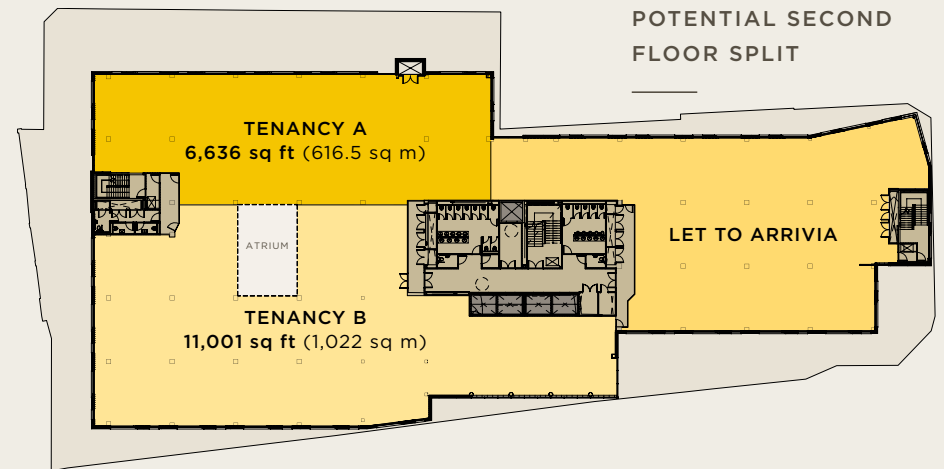 POTENTIAL SECOND
FLOOR SPLIT
TENANCY A
6,636 sq ft (616.5 sq m)
ATRIUM
LET TO ARRIVIA
TENANCY B
11,001 sq ft (1,022 sq m)